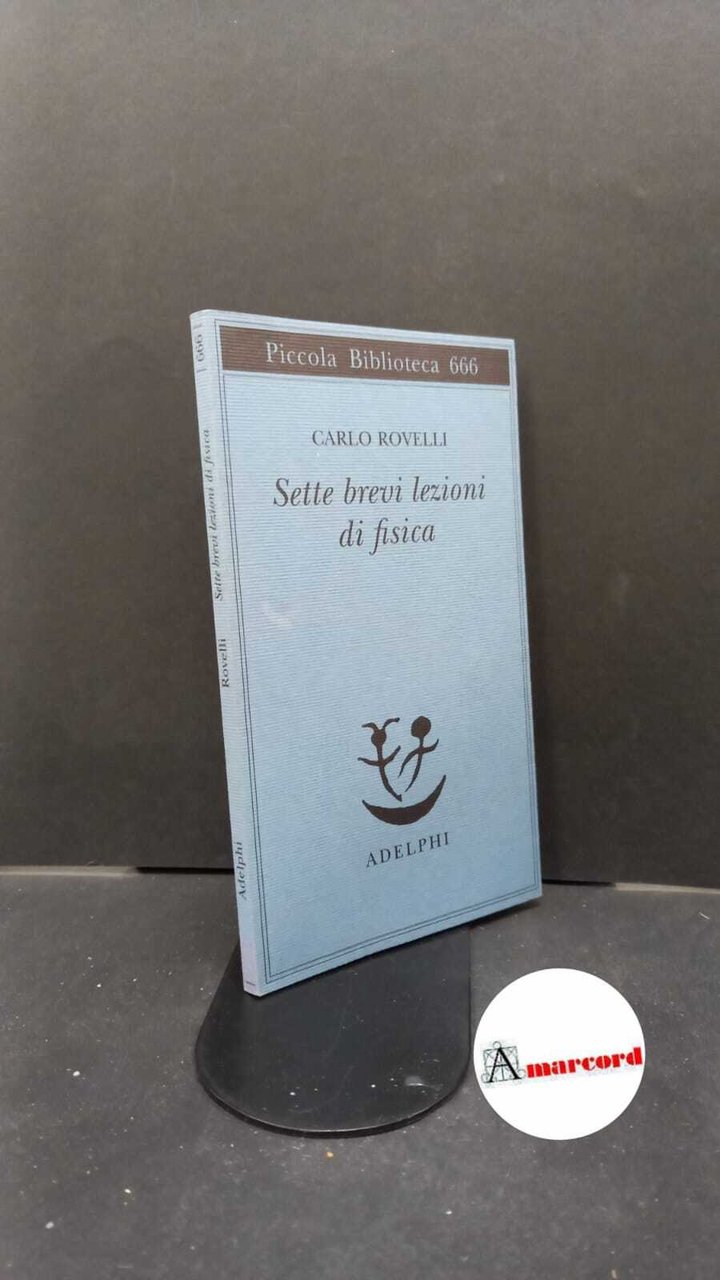 Piccola Biblioteca 666
CARLO ROVELLI
Sette brevi lezioni
di fisica
ADELPHI
666
Sette brevi lezioni di fisica
Rovelli
Adelphi
Amarcord